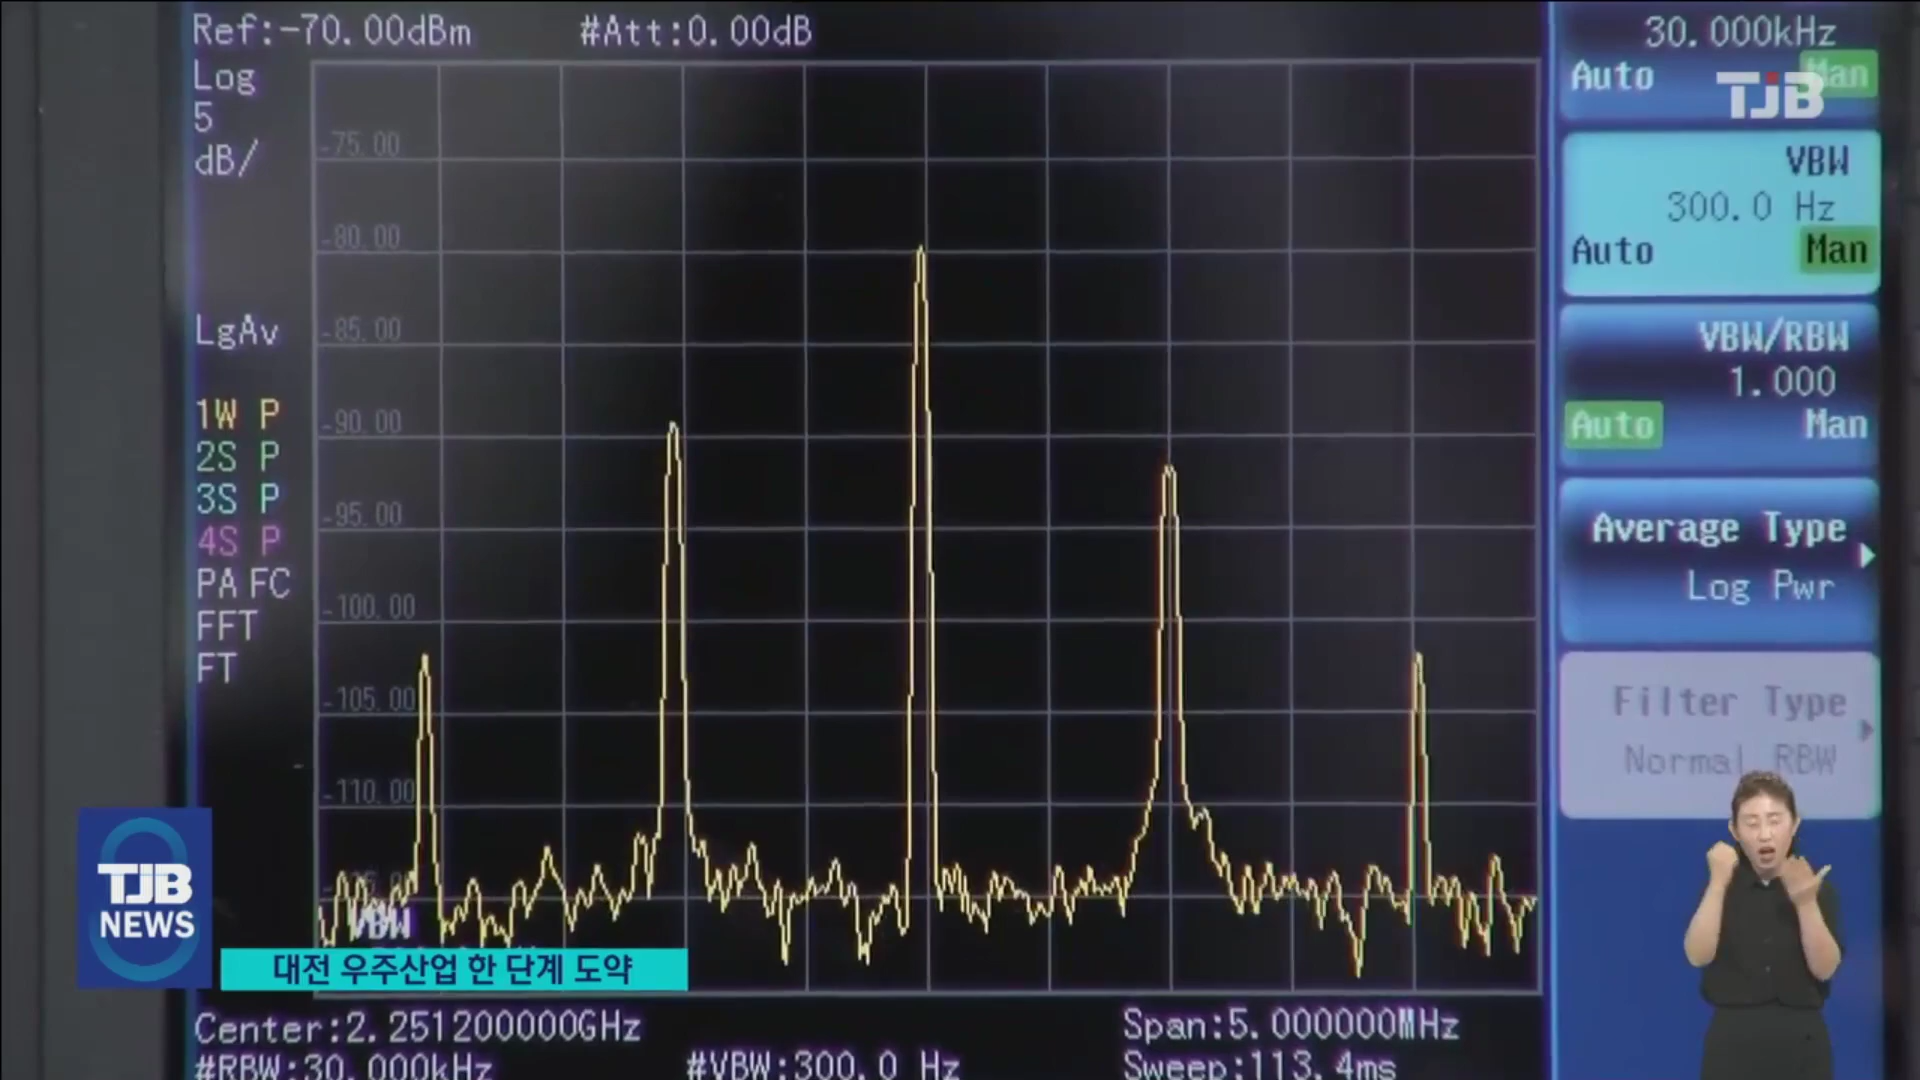 Ref:-70.00dBm #Att:0.00dB
Log
5
dB/
LgAv
1W P
2S P
3S P
4S P
PA FC
FFT
FT
-75.00
-80.00
-85.00
-90.00
-95.00
-100.00
-105.00
-110.00
VBW
Center:2.251200000GHz Span:5.000000MHz
#RBW:30.000kHz #VBW:300.0 Hz Sweep:113.4ms
30.000kHz
Auto Man
TJB
VBW
300.0 Hz
Auto Man
VBW/RBW
1.000
Auto Man
Average Type
Log Pwr
Filter Type
Normal RBW
TJB
NEWS
대전 우주산업 한 단계 도약